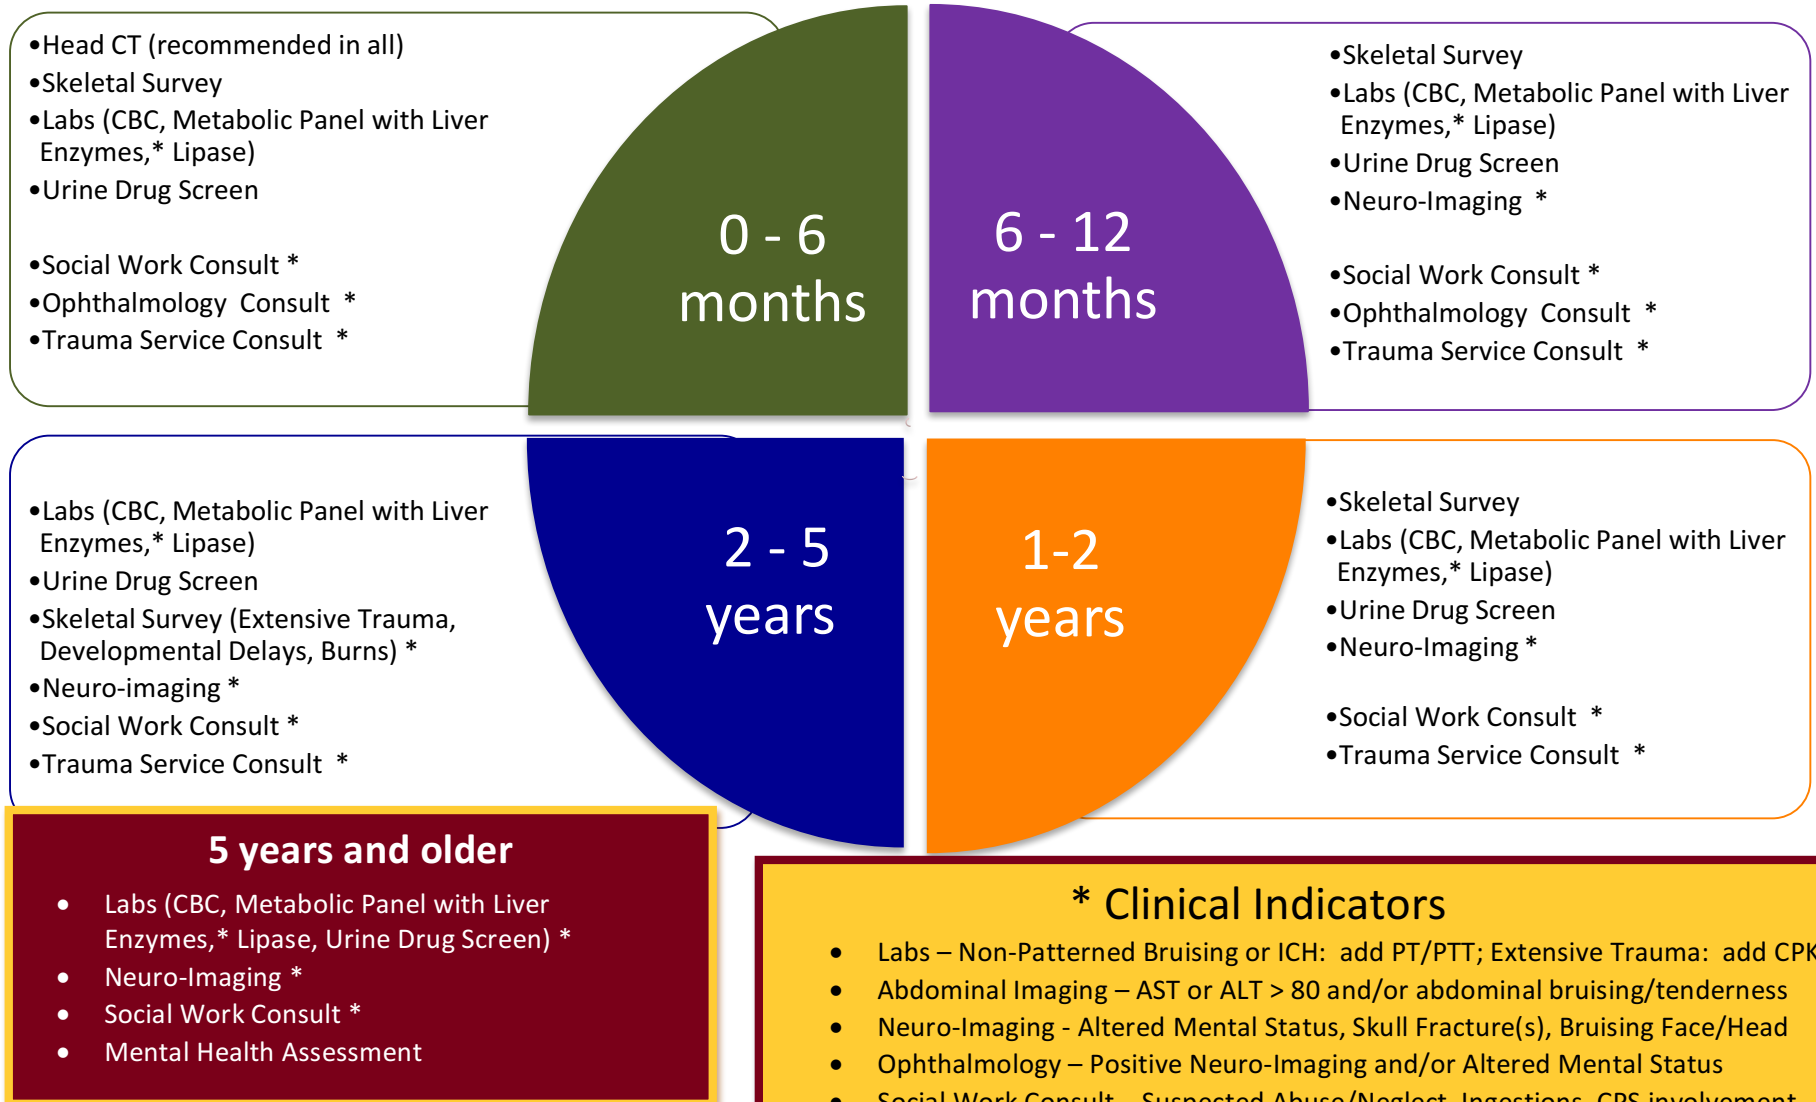 •Head CT (recommended in all)
•Skeletal Survey
•Labs (CBC, Metabolic Panel with Liver
Enzymes,* Lipase)
•Urine Drug Screen
•Social Work Consult *
•Ophthalmology Consult *
•Trauma Service Consult *
0 - 6
months
6 - 12
months
•Skeletal Survey
•Labs (CBC, Metabolic Panel with Liver
Enzymes,* Lipase)
•Urine Drug Screen
•Neuro-Imaging *
•Social Work Consult *
•Ophthalmology Consult *
•Trauma Service Consult *
•Labs (CBC, Metabolic Panel with Liver
Enzymes,* Lipase)
•Urine Drug Screen
•Skeletal Survey (Extensive Trauma,
Developmental Delays, Burns) *
•Neuro-imaging *
•Social Work Consult *
•Trauma Service Consult *
2 - 5
years
1-2
years
•Skeletal Survey
•Labs (CBC, Metabolic Panel with Liver
Enzymes,* Lipase)
•Urine Drug Screen
•Neuro-Imaging *
•Social Work Consult *
•Trauma Service Consult *
5 years and older
• Labs (CBC, Metabolic Panel with Liver
Enzymes,* Lipase, Urine Drug Screen) *
• Neuro-Imaging *
• Social Work Consult *
• Mental Health Assessment
* Clinical Indicators
• Labs – Non-Patterned Bruising or ICH: add PT/PTT; Extensive Trauma: add CPK
• Abdominal Imaging – AST or ALT > 80 and/or abdominal bruising/tenderness
• Neuro-Imaging - Altered Mental Status, Skull Fracture(s), Bruising Face/Head
• Ophthalmology – Positive Neuro-Imaging and/or Altered Mental Status
• Social Work Consult – Suspected Abuse/Neglect, Ingestions, CPS involvement